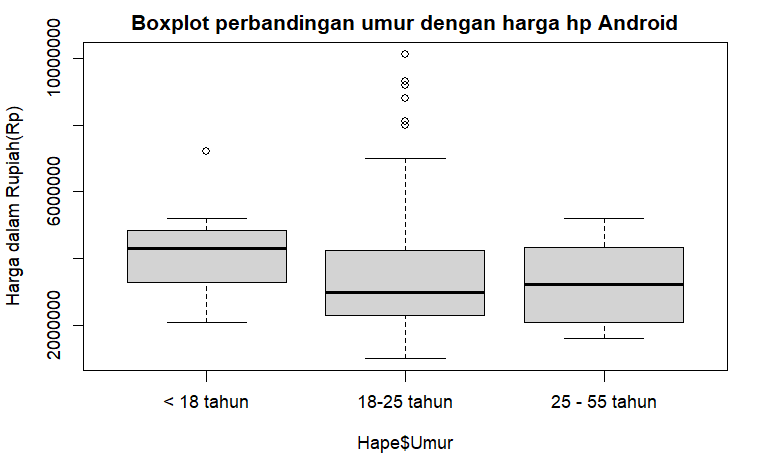 Boxplot perbandingan umur dengan harga hp Android
Harga dalam Rupiah(Rp)
10000000
6000000
2000000
< 18 tahun
18-25 tahun
25 - 55 tahun
Hape$Umur